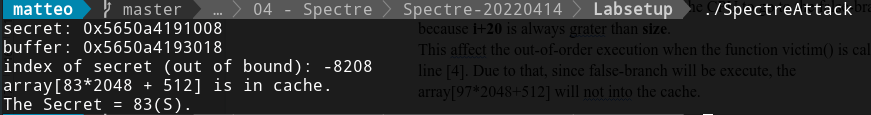 matteo master … 04 - Spectre Spectre-20220414 Labsetup ./SpectreAttack
secret: 0x5650a4191008
because i+20 is always grater than size.
buffer: 0x5650a4193018
This affect the out-of-order execution when the function victim() is cal
index of secret (out of bound): -8208
line [4]. Due to that, since false-branch will be execute, the
array[83*2048 + 512] is in cache.
array[97*2048+512] will not into the cache.
The Secret = 83(S).